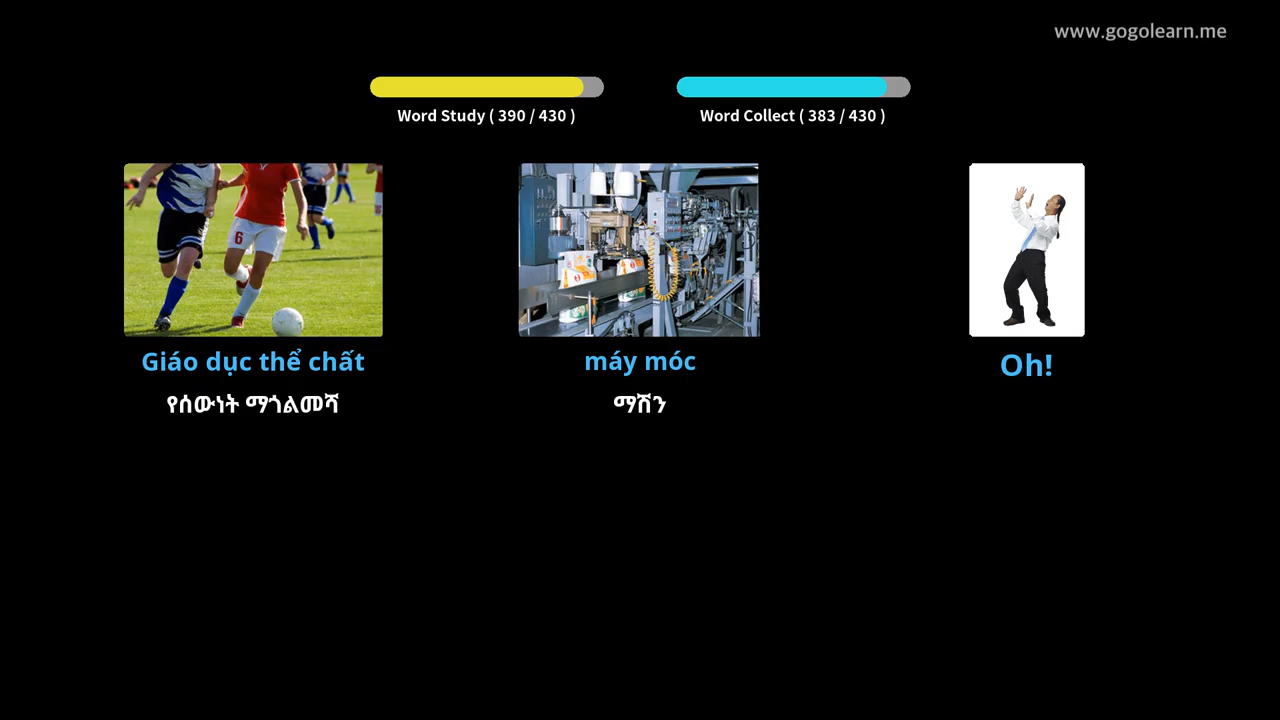 www.gogolearn.me
Word Study ( 390 / 430 )
Word Collect ( 383 / 430 )
Giáo dục thể chất
የሰውነት ማጎልመሻ
máy móc
ማሽን
Oh!
6